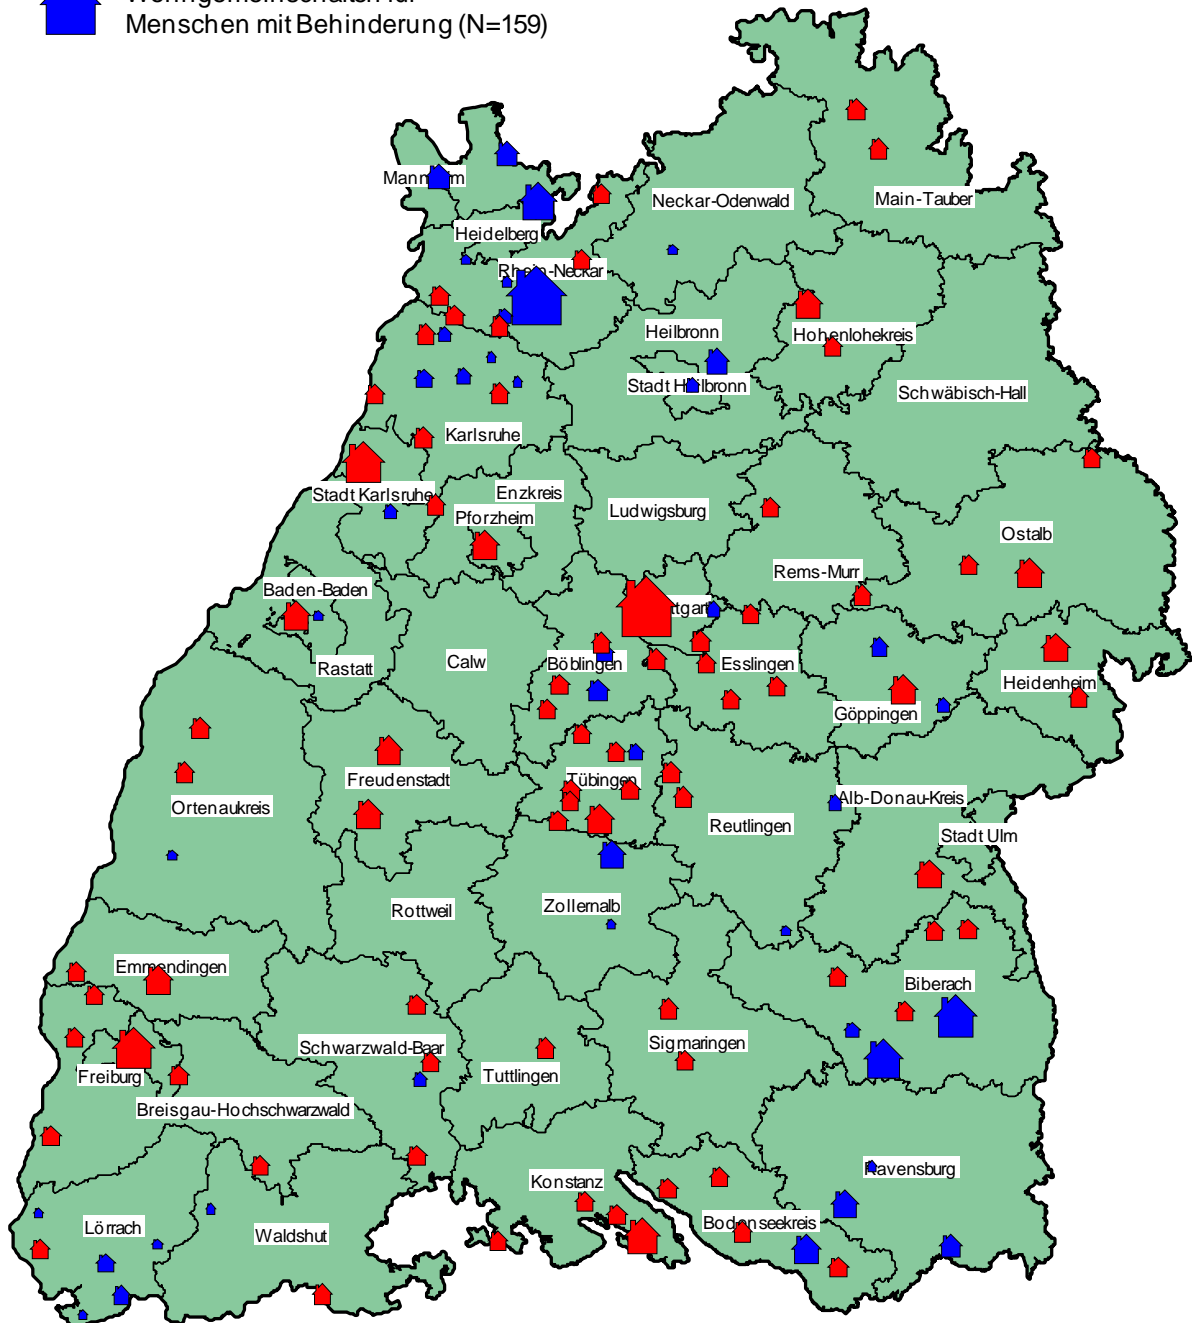 Menschen mit Behinderung (N=159)
Main-Tauber
Neckar-Odenwald
Heidelberg
Rhein-Neckar
Heilbronn
Hohenlohekreis
Stadt Heilbronn
Schwäbisch-Hall
Karlsruhe
Stadt Karlsruhe
Enzkreis
Ludwigsburg
Pforzheim
Ostalb
Rems-Murr
Baden-Baden
Rastatt
Calw
Böblingen
Esslingen
Heidenheim
Göppingen
Freudenstadt
Tübingen
Ortenaukreis
Alb-Donau-Kreis
Reutlingen
Stadt Ulm
Rottweil
Zollernalb
Emmendingen
Biberach
Schwarzwald-Baar
Sigmaringen
Freiburg
Tuttlingen
Breisgau-Hochschwarzwald
Ravensburg
Konstanz
Bodenseekreis
Lörrach
Waldshut